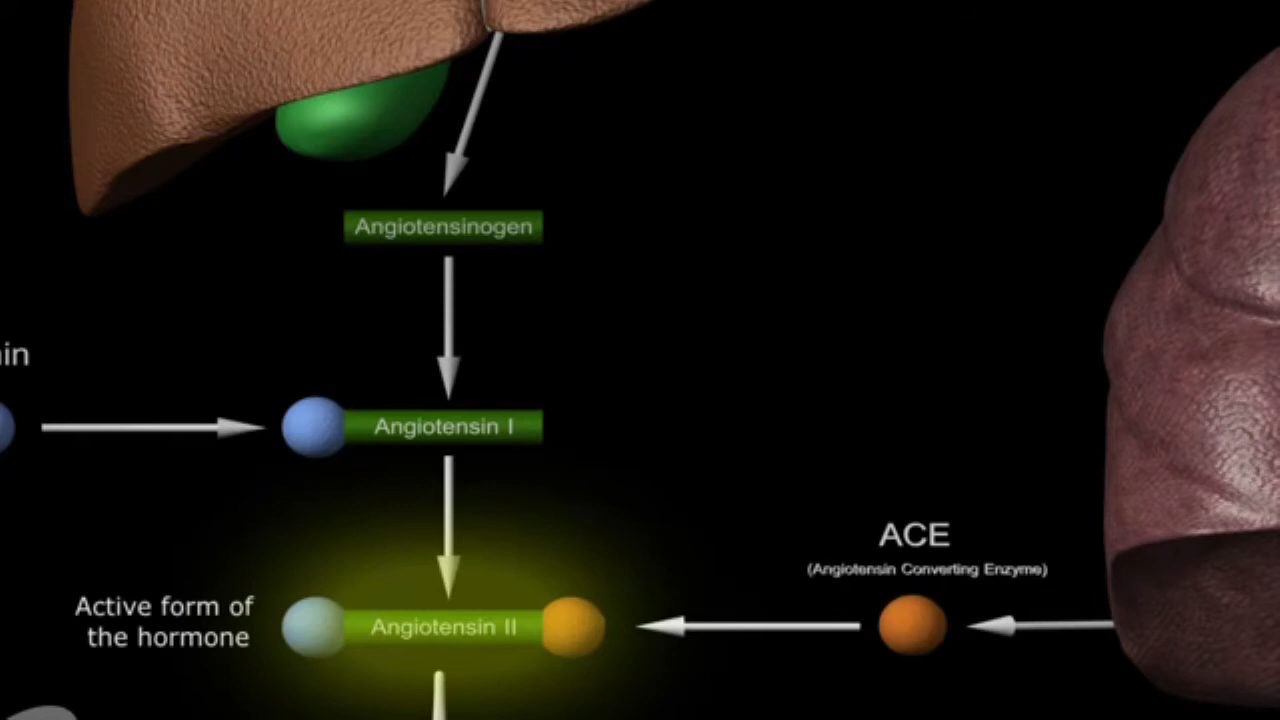 Angiotensinogen
Angiotensin I
ACE
(Angiotensin Converting Enzyme)
Active form of
the hormone
Angiotensin II